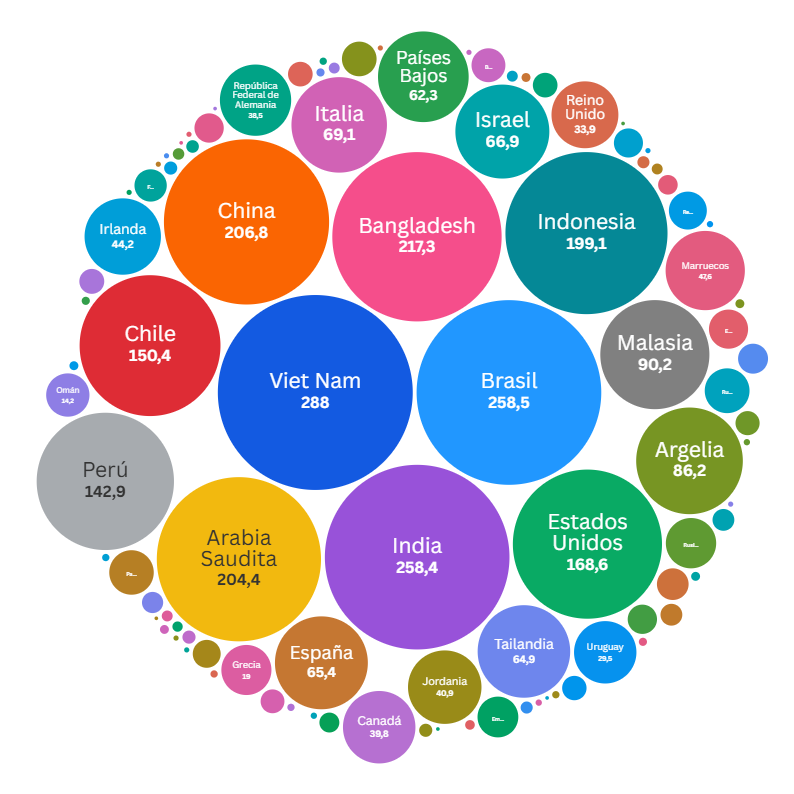 Países
Bajos
62,3
B...
República
Federal de
Alemania
38,5
Italia
69,1
Israel
66,9
Reino
Unido
33,9
China
206,8
Bangladesh
217,3
Indonesia
199,1
Irlanda
44,2
Marruecos
47,6
Chile
150,4
Viet Nam
288
Brasil
258,5
Malasia
90,2
E...
Omán
14,2
Ru...
Perú
142,9
Argelia
86,2
Arabia
Saudita
204,4
India
258,4
Estados
Unidos
168,6
Pa...
España
65,4
Tailandia
64,9
Uruguay
29,5
Grecia
19
Jordania
40,9
Canadá
39,8
Em...